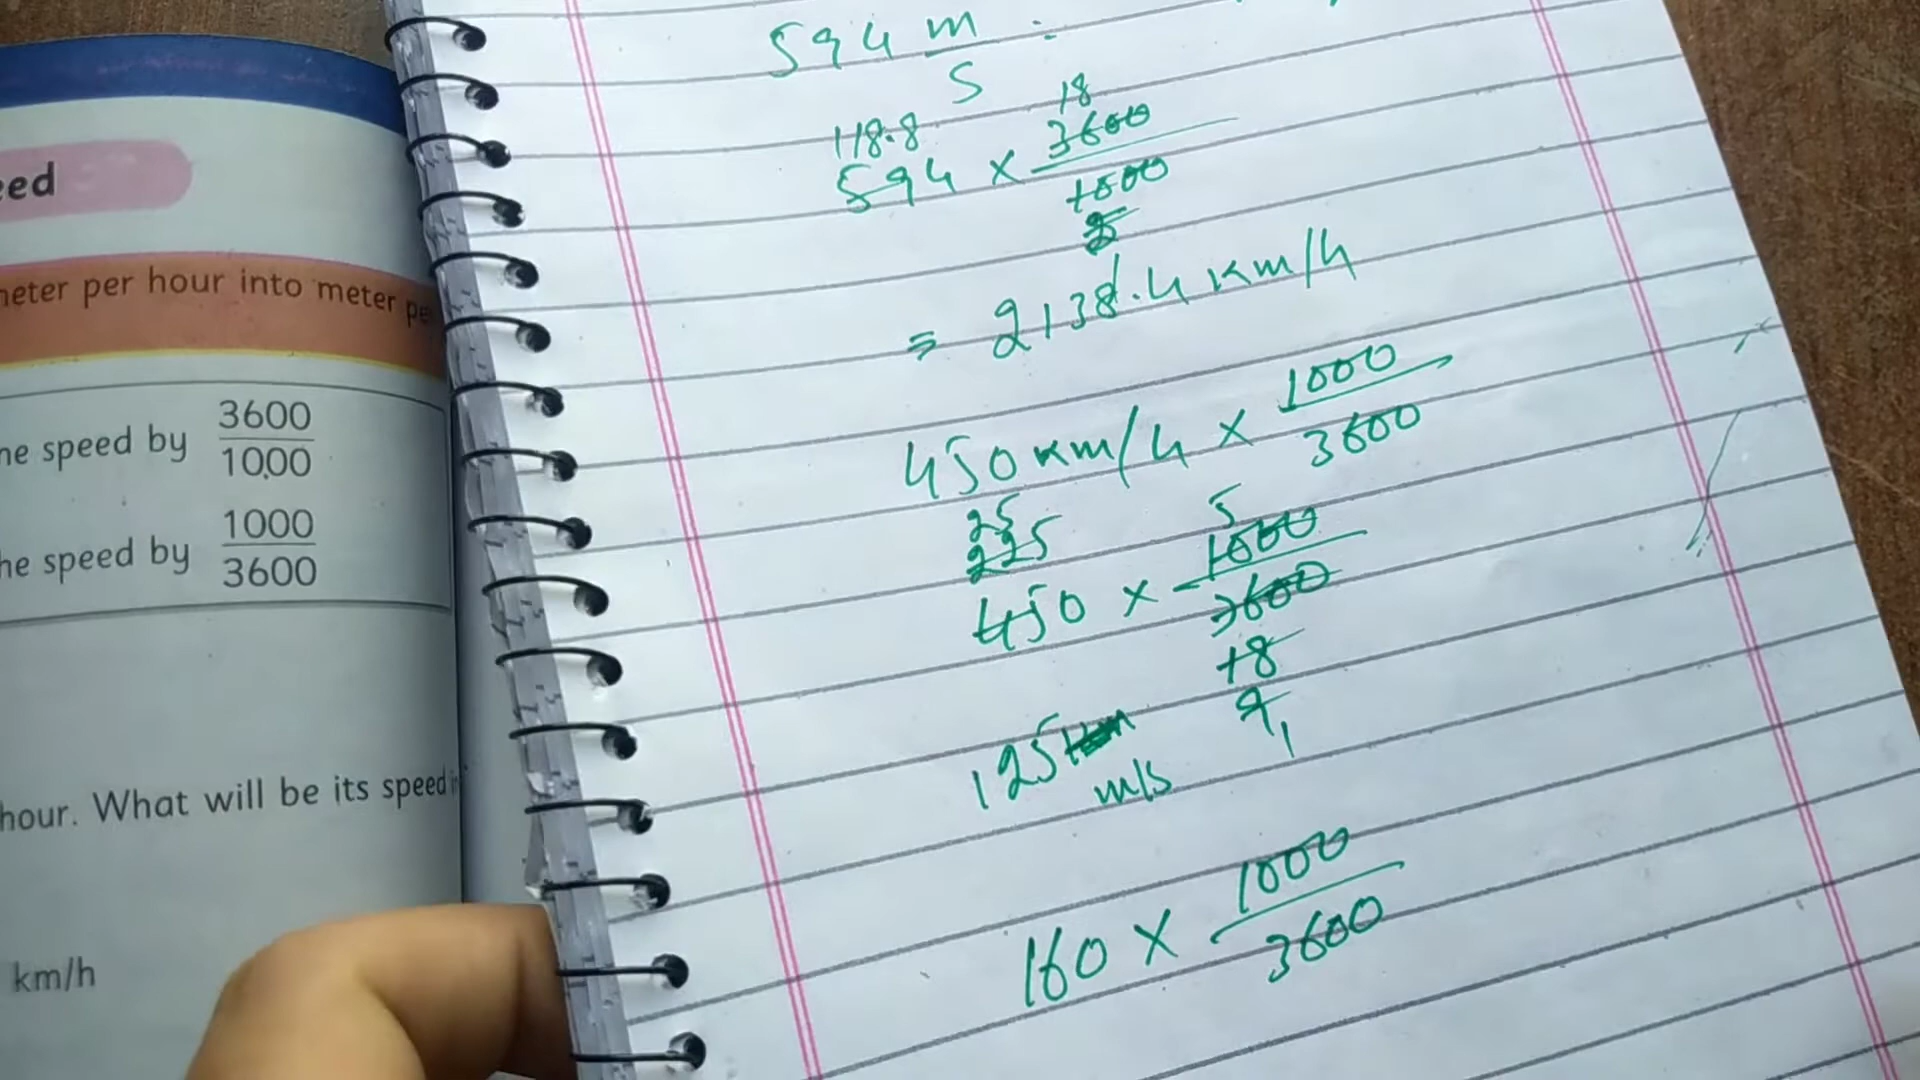 eed
meter per hour into meter pe
he speed by 3600
1000
he speed by 1000
3600
hour. What will be its speed
km/h
594 m
s
118.8 18
594 × 3600
1000
5
= 2138.4 km/h
450 km/h × 1000
3600
25
225 5
450 × 1000
3600
18
9
1
125
m/s
160 × 1000
3600